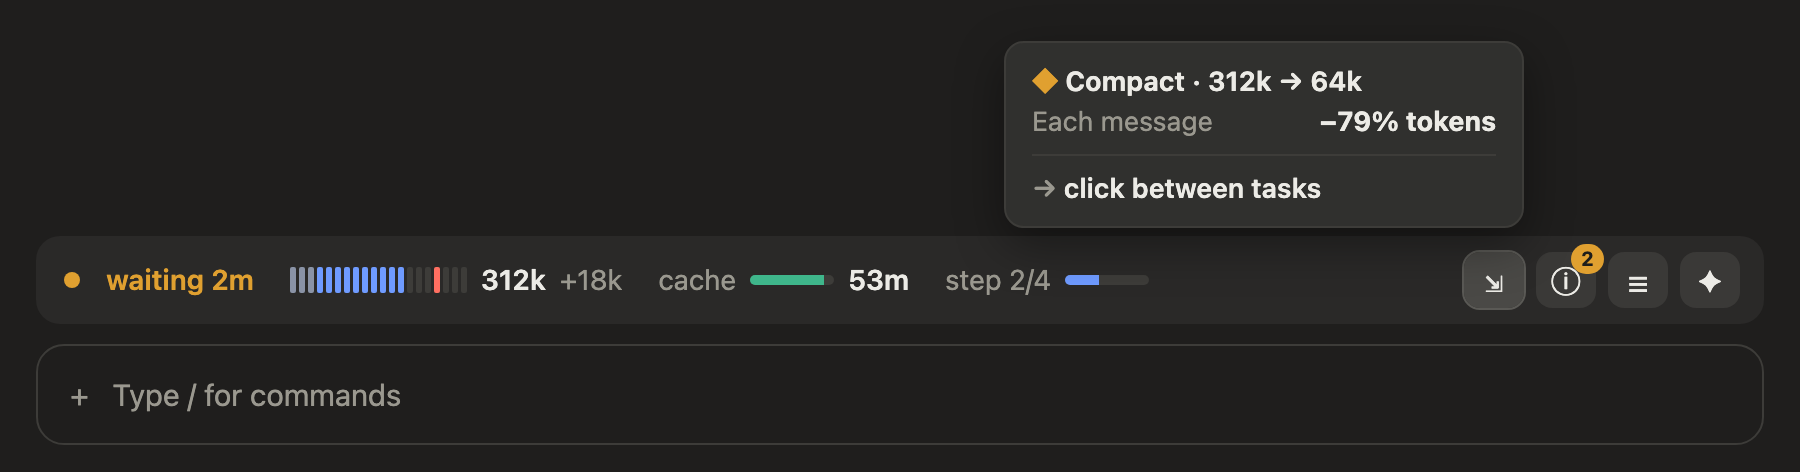 Compact · 312k → 64k
Each message –79% tokens
→ click between tasks
waiting 2m 312k +18k cache 53m step 2/4 2
+ Type / for commands